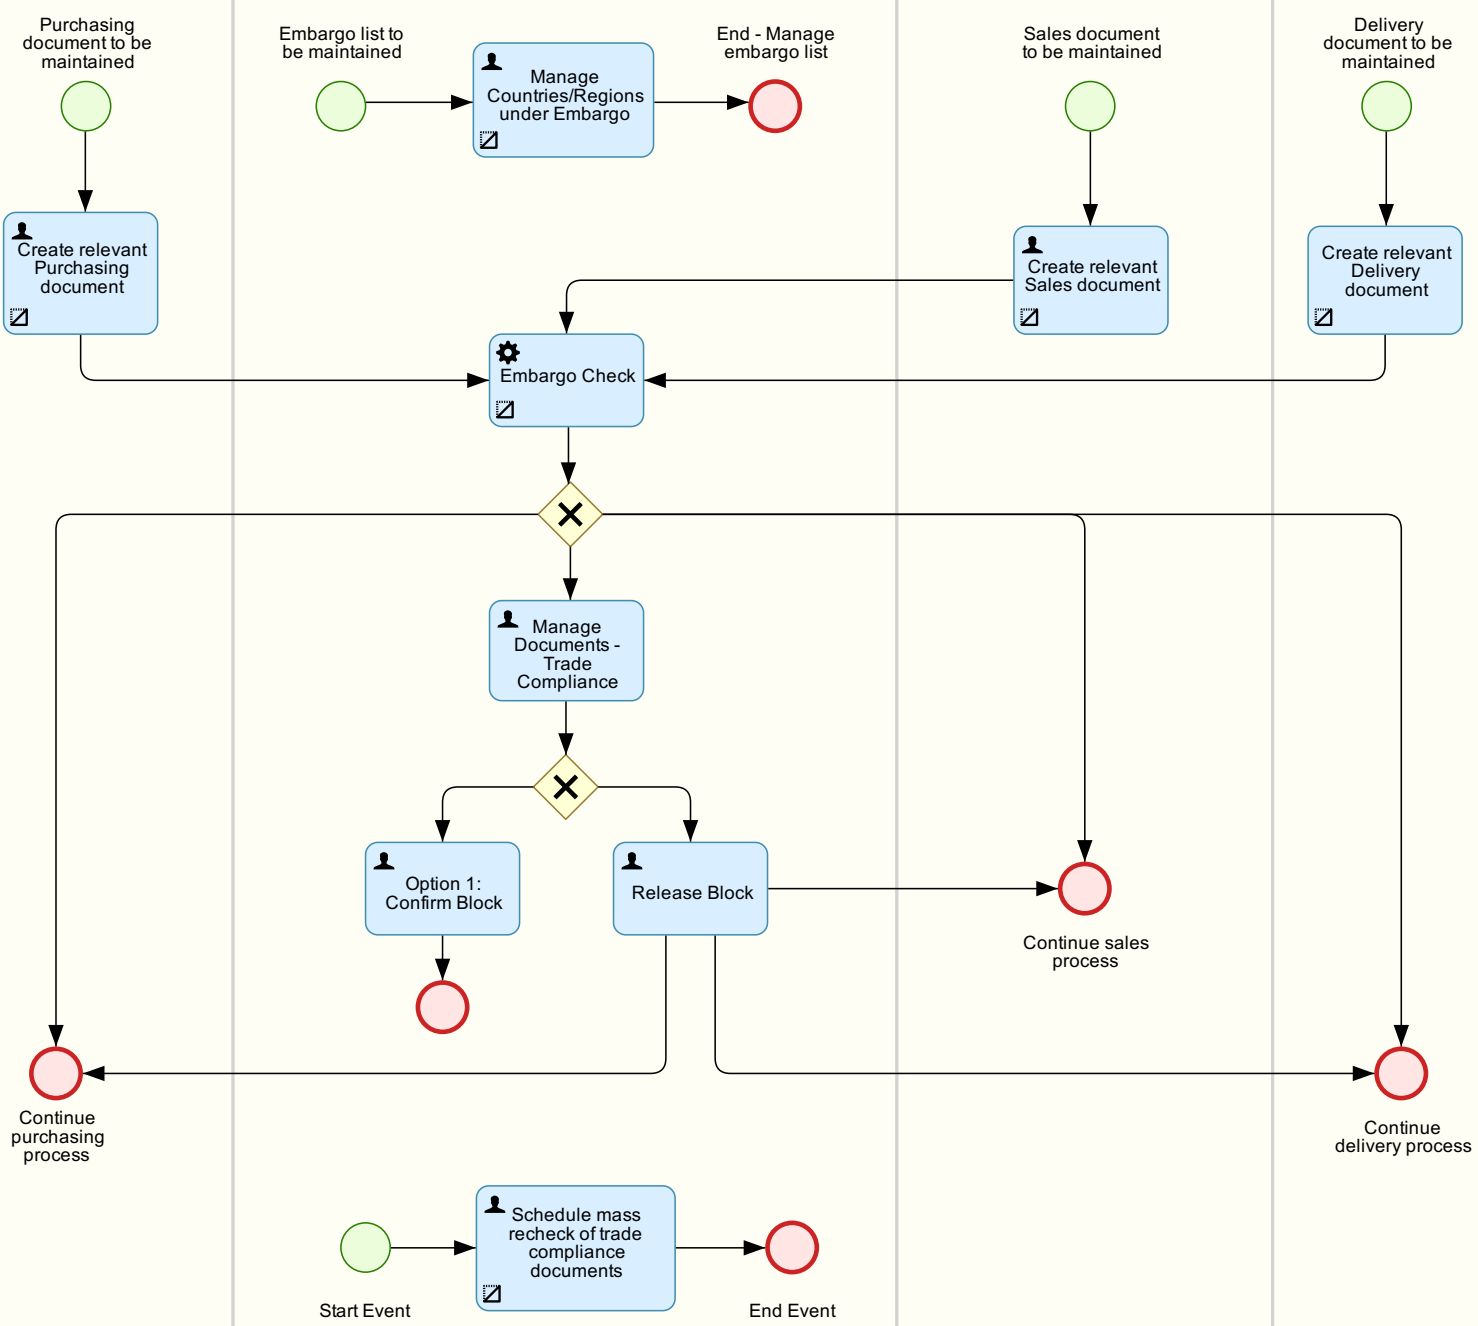 Purchasing
document to be
maintained
Embargo list to
be maintained
End - Manage
embargo list
Sales document
to be maintained
Delivery
document to be
maintained
Manage
Countries/Regions
under Embargo
Create relevant
Purchasing
document
Create relevant
Sales document
Create relevant
Delivery
document
Embargo Check
Manage
Documents -
Trade
Compliance
Option 1:
Confirm Block
Release Block
Continue sales
process
Continue
purchasing
process
Continue
delivery process
Schedule mass
recheck of trade
compliance
documents
Start Event
End Event